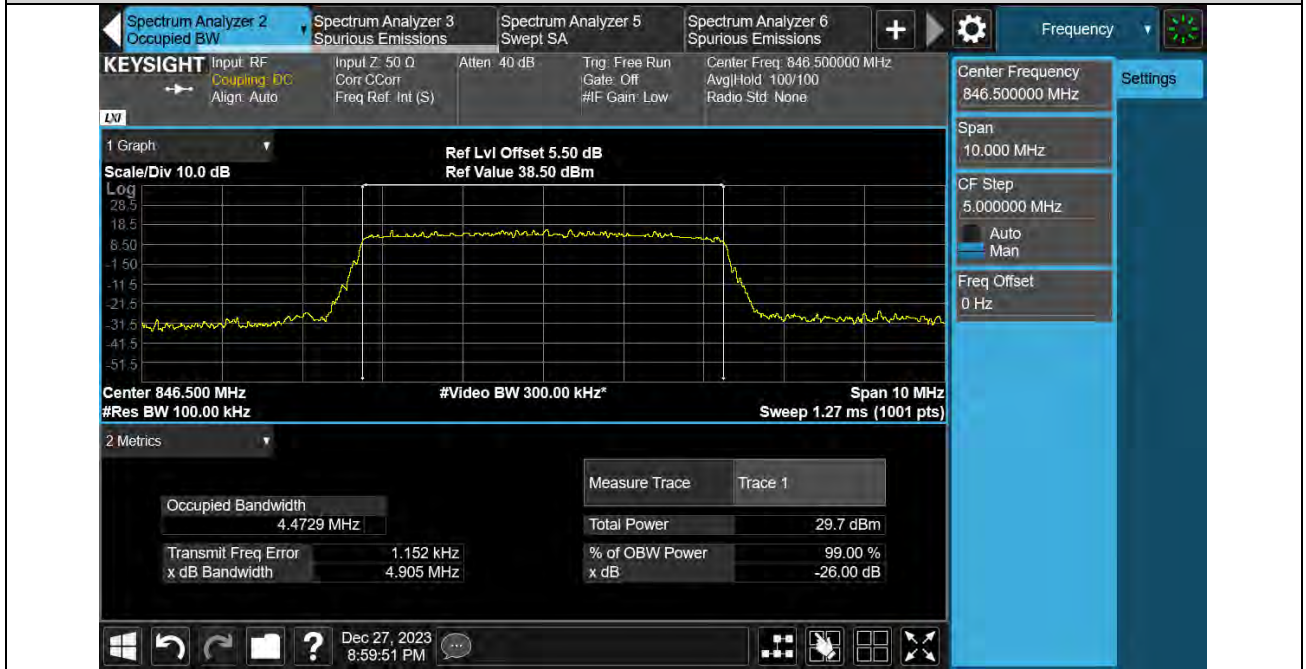 Spectrum Analyzer 2
Occupied BW
Spectrum Analyzer 3
Spurious Emissions
Spectrum Analyzer 5
Swept SA
Spectrum Analyzer 6
Spurious Emissions
+
Frequency
KEYSIGHT
LXI
Input: RF
Coupling: DC
Align: Auto
Input Z: 50 Ω
Corr CCorr
Freq Ref: Int (S)
Atten: 40 dB
Trig: Free Run
Gate: Off
#IF Gain: Low
Center Freq: 846.500000 MHz
Avg|Hold: 100/100
Radio Std: None
Center Frequency
846.500000 MHz
Settings
Span
10.000 MHz
CF Step
5.000000 MHz
Auto
Man
Freq Offset
0 Hz
1 Graph
Scale/Div 10.0 dB
Ref Lvl Offset 5.50 dB
Ref Value 38.50 dBm
Log
28.5
18.5
8.50
-1.50
-11.5
-21.5
-31.5
-41.5
-51.5
Center 846.500 MHz
#Res BW 100.00 kHz
#Video BW 300.00 kHz*
Span 10 MHz
Sweep 1.27 ms (1001 pts)
2 Metrics
Measure Trace Trace 1
Occupied Bandwidth
4.4729 MHz
Total Power 29.7 dBm
Transmit Freq Error 1.152 kHz
% of OBW Power 99.00 %
x dB Bandwidth 4.905 MHz
x dB -26.00 dB
?
Dec 27, 2023
8:59:51 PM